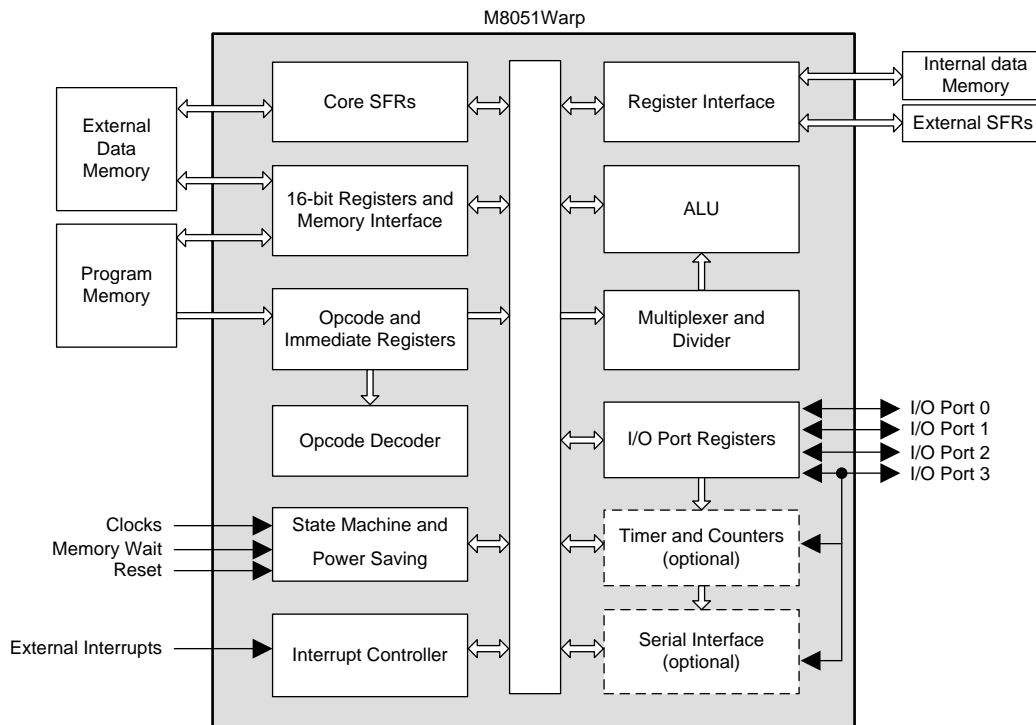 M8051Warp
External
Data
Memory
Program
Memory
Core SFRs
16-bit Registers and
Memory Interface
Opcode and
Immediate Registers
Opcode Decoder
State Machine and
Power Saving
Interrupt Controller
Clocks
Memory Wait
Reset
External Interrupts
Register Interface
ALU
Multiplexer and
Divider
I/O Port Registers
Timer and Counters
(optional)
Serial Interface
(optional)
Internal data
Memory
External SFRs
I/O Port 0
I/O Port 1
I/O Port 2
I/O Port 3